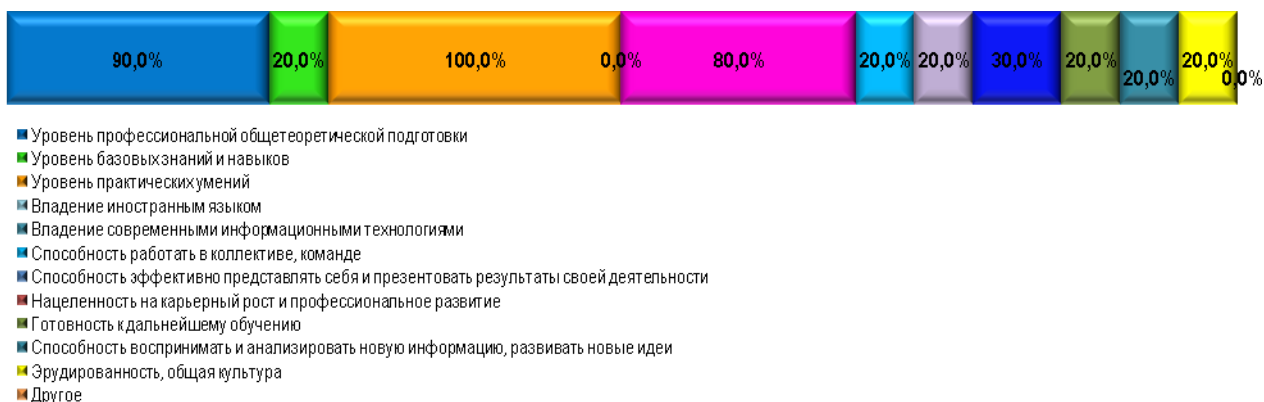 90,0% 20,0% 100,0% 0,0% 80,0% 20,0% 20,0% 30,0% 20,0% 20,0% 20,0% 0,0%
Уровень профессиональной общетеоретической подготовки
Уровень базовых знаний и навыков
Уровень практических умений
Владение иностранным языком
Владение современными информационными технологиями
Способность работать в коллективе, команде
Способность эффективно представлять себя и презентовать результаты своей деятельности
Нацеленность на карьерный рост и профессиональное развитие
Готовность к дальнейшему обучению
Способность воспринимать и анализировать новую информацию, развивать новые идеи
Эрудированность, общая культура
Другое